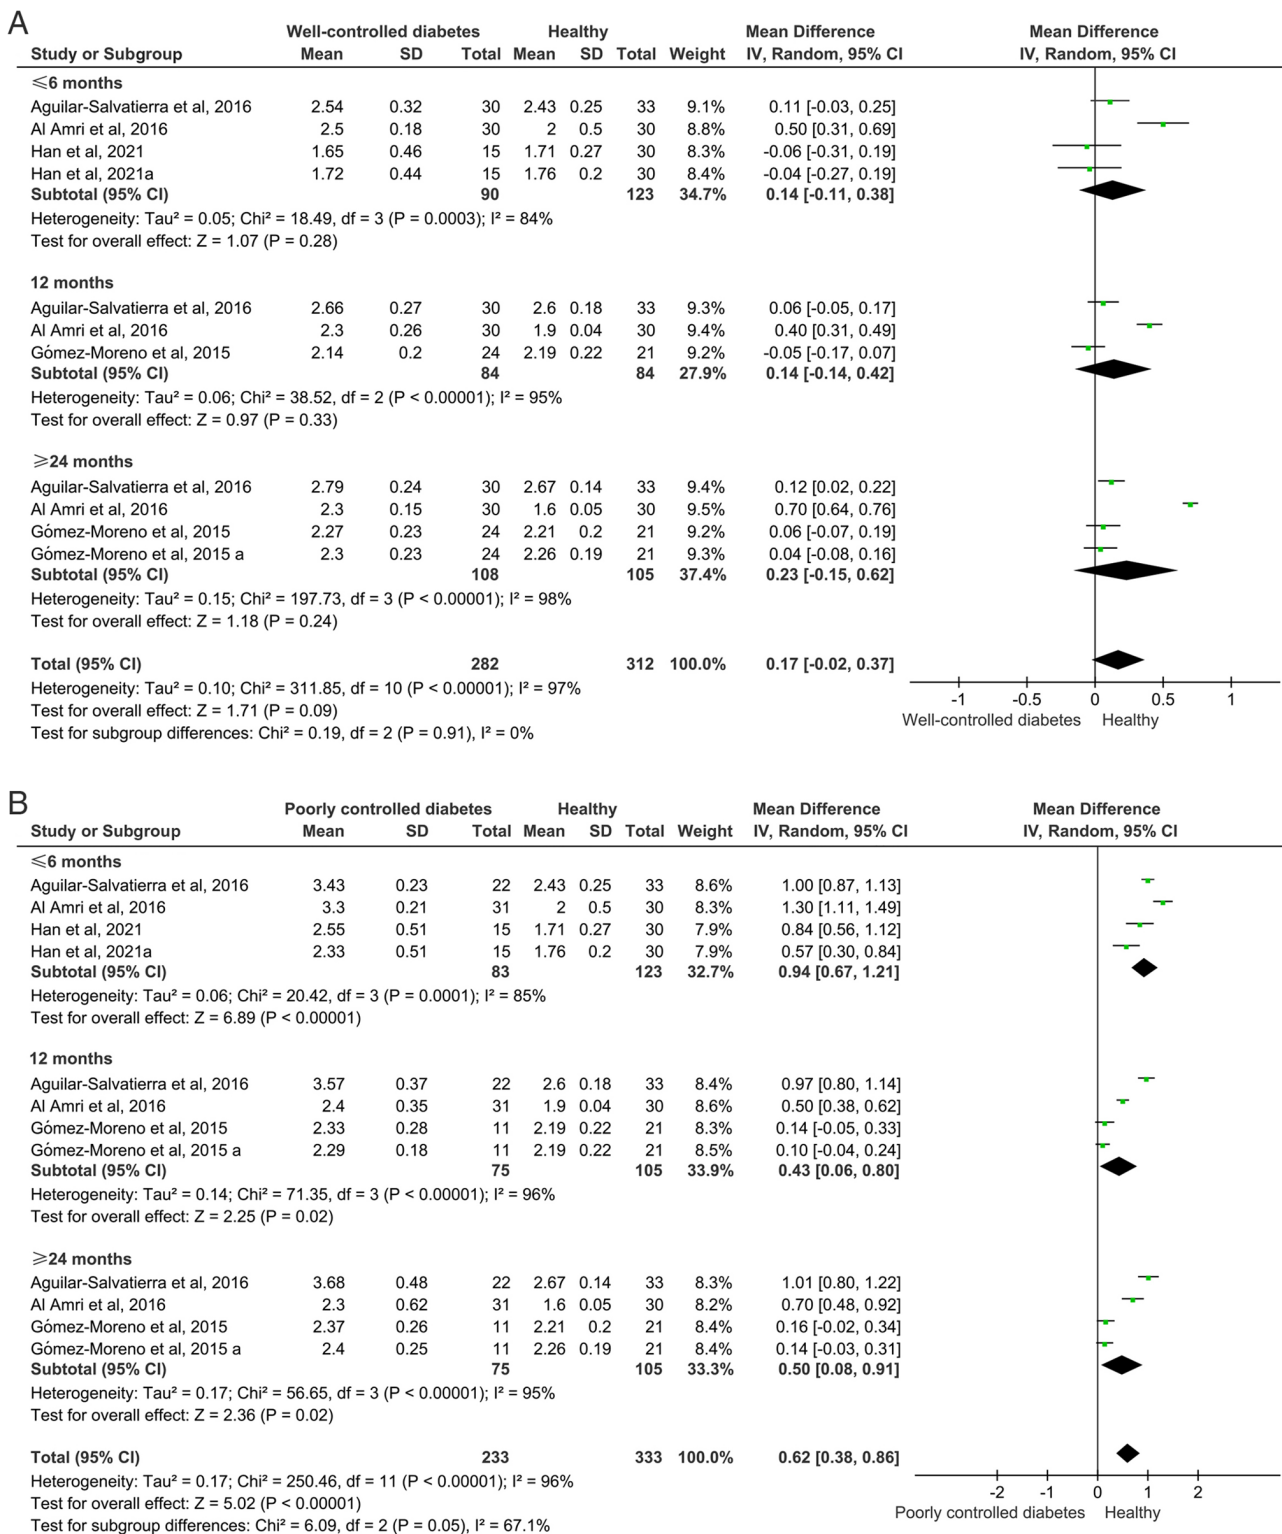 A
Well-controlled diabetes Healthy Mean Difference Mean Difference
Study or Subgroup Mean SD Total Mean SD Total Weight IV, Random, 95% CI IV, Random, 95% CI
⩽6 months
Aguilar-Salvatierra et al, 2016 2.54 0.32 30 2.43 0.25 33 9.1% 0.11 [-0.03, 0.25]
Al Amri et al, 2016 2.5 0.18 30 2 0.5 30 8.8% 0.50 [0.31, 0.69]
Han et al, 2021 1.65 0.46 15 1.71 0.27 30 8.3% -0.06 [-0.31, 0.19]
Han et al, 2021a 1.72 0.44 15 1.76 0.2 30 8.4% -0.04 [-0.27, 0.19]
Subtotal (95% CI) 90 123 34.7% 0.14 [-0.11, 0.38]
Heterogeneity: Tau² = 0.05; Chi² = 18.49, df = 3 (P = 0.0003); I² = 84%
Test for overall effect: Z = 1.07 (P = 0.28)
12 months
Aguilar-Salvatierra et al, 2016 2.66 0.27 30 2.6 0.18 33 9.3% 0.06 [-0.05, 0.17]
Al Amri et al, 2016 2.3 0.26 30 1.9 0.04 30 9.4% 0.40 [0.31, 0.49]
Gómez-Moreno et al, 2015 2.14 0.2 24 2.19 0.22 21 9.2% -0.05 [-0.17, 0.07]
Subtotal (95% CI) 84 84 27.9% 0.14 [-0.14, 0.42]
Heterogeneity: Tau² = 0.06; Chi² = 38.52, df = 2 (P < 0.00001); I² = 95%
Test for overall effect: Z = 0.97 (P = 0.33)
⩾24 months
Aguilar-Salvatierra et al, 2016 2.79 0.24 30 2.67 0.14 33 9.4% 0.12 [0.02, 0.22]
Al Amri et al, 2016 2.3 0.15 30 1.6 0.05 30 9.5% 0.70 [0.64, 0.76]
Gómez-Moreno et al, 2015 2.27 0.23 24 2.21 0.2 21 9.2% 0.06 [-0.07, 0.19]
Gómez-Moreno et al, 2015 a 2.3 0.23 24 2.26 0.19 21 9.3% 0.04 [-0.08, 0.16]
Subtotal (95% CI) 108 105 37.4% 0.23 [-0.15, 0.62]
Heterogeneity: Tau² = 0.15; Chi² = 197.73, df = 3 (P < 0.00001); I² = 98%
Test for overall effect: Z = 1.18 (P = 0.24)
Total (95% CI) 282 312 100.0% 0.17 [-0.02, 0.37]
Heterogeneity: Tau² = 0.10; Chi² = 311.85, df = 10 (P < 0.00001); I² = 97%
Test for overall effect: Z = 1.71 (P = 0.09)
Test for subgroup differences: Chi² = 0.19, df = 2 (P = 0.91), I² = 0%
-1 -0.5 0 0.5 1
Well-controlled diabetes Healthy
B
Poorly controlled diabetes Healthy Mean Difference Mean Difference
Study or Subgroup Mean SD Total Mean SD Total Weight IV, Random, 95% CI IV, Random, 95% CI
⩽6 months
Aguilar-Salvatierra et al, 2016 3.43 0.23 22 2.43 0.25 33 8.6% 1.00 [0.87, 1.13]
Al Amri et al, 2016 3.3 0.21 31 2 0.5 30 8.3% 1.30 [1.11, 1.49]
Han et al, 2021 2.55 0.51 15 1.71 0.27 30 7.9% 0.84 [0.56, 1.12]
Han et al, 2021a 2.33 0.51 15 1.76 0.2 30 7.9% 0.57 [0.30, 0.84]
Subtotal (95% CI) 83 123 32.7% 0.94 [0.67, 1.21]
Heterogeneity: Tau² = 0.06; Chi² = 20.42, df = 3 (P = 0.0001); I² = 85%
Test for overall effect: Z = 6.89 (P < 0.00001)
12 months
Aguilar-Salvatierra et al, 2016 3.57 0.37 22 2.6 0.18 33 8.4% 0.97 [0.80, 1.14]
Al Amri et al, 2016 2.4 0.35 31 1.9 0.04 30 8.6% 0.50 [0.38, 0.62]
Gómez-Moreno et al, 2015 2.33 0.28 11 2.19 0.22 21 8.3% 0.14 [-0.05, 0.33]
Gómez-Moreno et al, 2015 a 2.29 0.18 11 2.19 0.22 21 8.5% 0.10 [-0.04, 0.24]
Subtotal (95% CI) 75 105 33.9% 0.43 [0.06, 0.80]
Heterogeneity: Tau² = 0.14; Chi² = 71.35, df = 3 (P < 0.00001); I² = 96%
Test for overall effect: Z = 2.25 (P = 0.02)
⩾24 months
Aguilar-Salvatierra et al, 2016 3.68 0.48 22 2.67 0.14 33 8.3% 1.01 [0.80, 1.22]
Al Amri et al, 2016 2.3 0.62 31 1.6 0.05 30 8.2% 0.70 [0.48, 0.92]
Gómez-Moreno et al, 2015 2.37 0.26 11 2.21 0.2 21 8.4% 0.16 [-0.02, 0.34]
Gómez-Moreno et al, 2015 a 2.4 0.25 11 2.26 0.19 21 8.4% 0.14 [-0.03, 0.31]
Subtotal (95% CI) 75 105 33.3% 0.50 [0.08, 0.91]
Heterogeneity: Tau² = 0.17; Chi² = 56.65, df = 3 (P < 0.00001); I² = 95%
Test for overall effect: Z = 2.36 (P = 0.02)
Total (95% CI) 233 333 100.0% 0.62 [0.38, 0.86]
Heterogeneity: Tau² = 0.17; Chi² = 250.46, df = 11 (P < 0.00001); I² = 96%
Test for overall effect: Z = 5.02 (P < 0.00001)
Test for subgroup differences: Chi² = 6.09, df = 2 (P = 0.05), I² = 67.1%
-2 -1 0 1 2
Poorly controlled diabetes Healthy